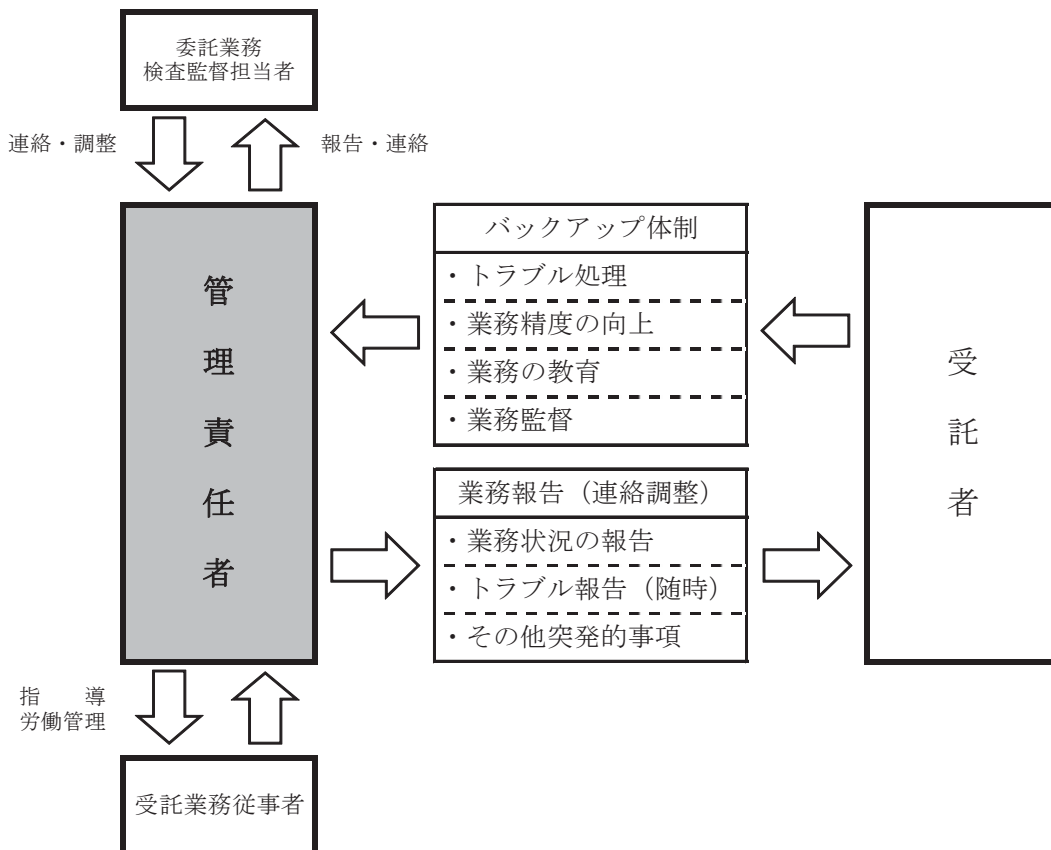 委託業務
検査監督担当者
連絡・調整
報告・連絡
管理責任者
バックアップ体制
・トラブル処理
・業務精度の向上
・業務の教育
・業務監督
受託者
業務報告（連絡調整）
・業務状況の報告
・トラブル報告（随時）
・その他突発的事項
指　　導
労働管理
受託業務従事者